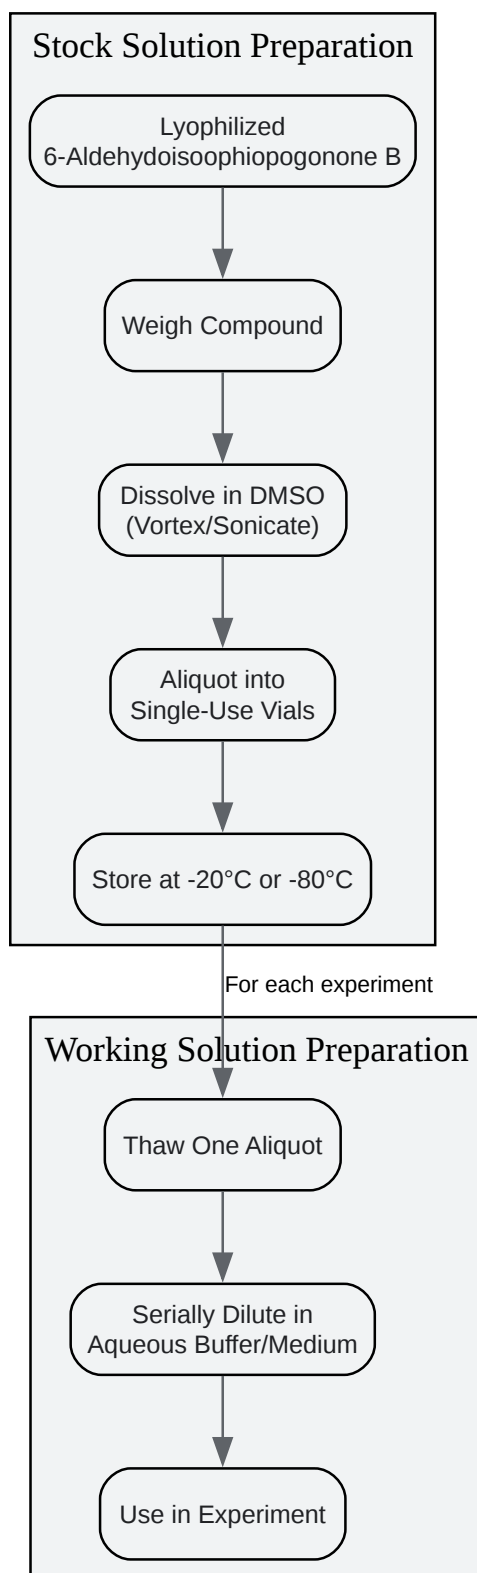 Stock Solution Preparation
Lyophilized
6-Aldehydoisoophiopogonone B
Weigh Compound
Dissolve in DMSO
(Vortex/Sonicate)
Aliquot into
Single-Use Vials
Store at -20°C or -80°C
For each experiment
Working Solution Preparation
Thaw One Aliquot
Serially Dilute in
Aqueous Buffer/Medium
Use in Experiment